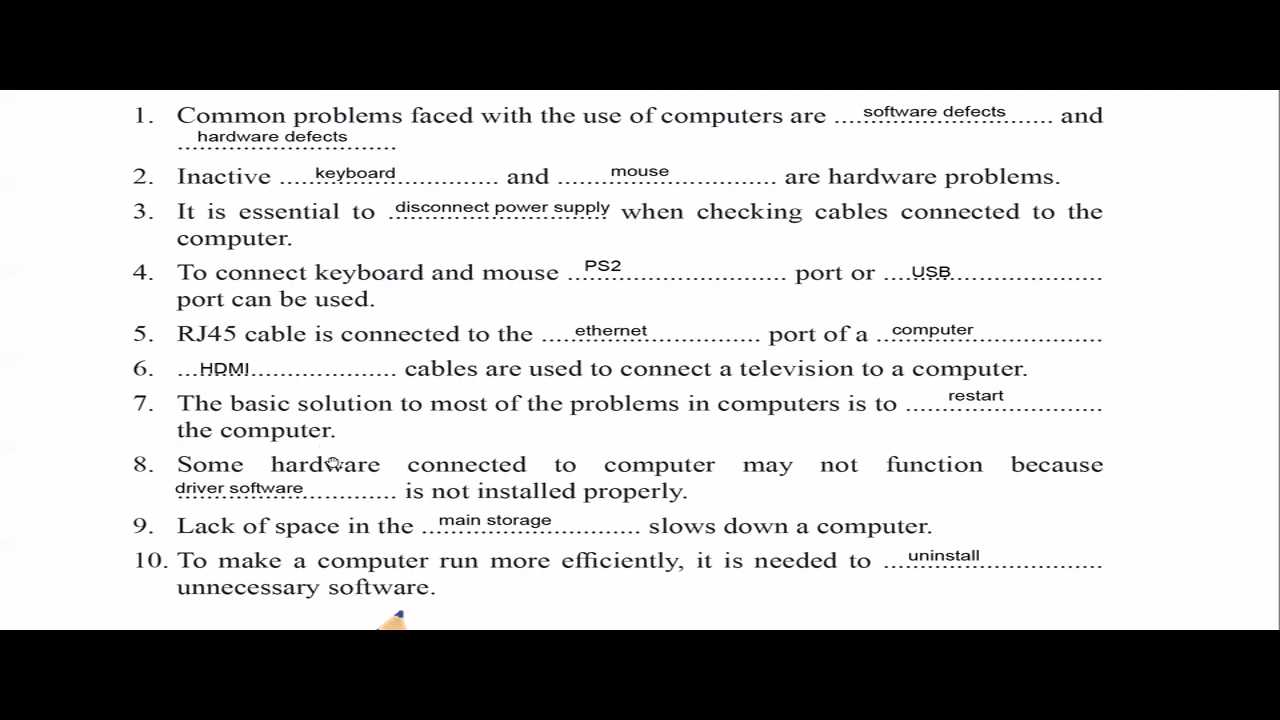 1. Common problems faced with the use of computers are ...software defects... and
...hardware defects...
2. Inactive ...keyboard... and ...mouse... are hardware problems.
3. It is essential to ...disconnect power supply... when checking cables connected to the
computer.
4. To connect keyboard and mouse ...PS2... port or ...USB...
port can be used.
5. RJ45 cable is connected to the ...ethernet... port of a ...computer...
6. ...HDMI... cables are used to connect a television to a computer.
7. The basic solution to most of the problems in computers is to ...restart...
the computer.
8. Some hardware connected to computer may not function because
...driver software... is not installed properly.
9. Lack of space in the ...main storage... slows down a computer.
10. To make a computer run more efficiently, it is needed to ...uninstall...
unnecessary software.